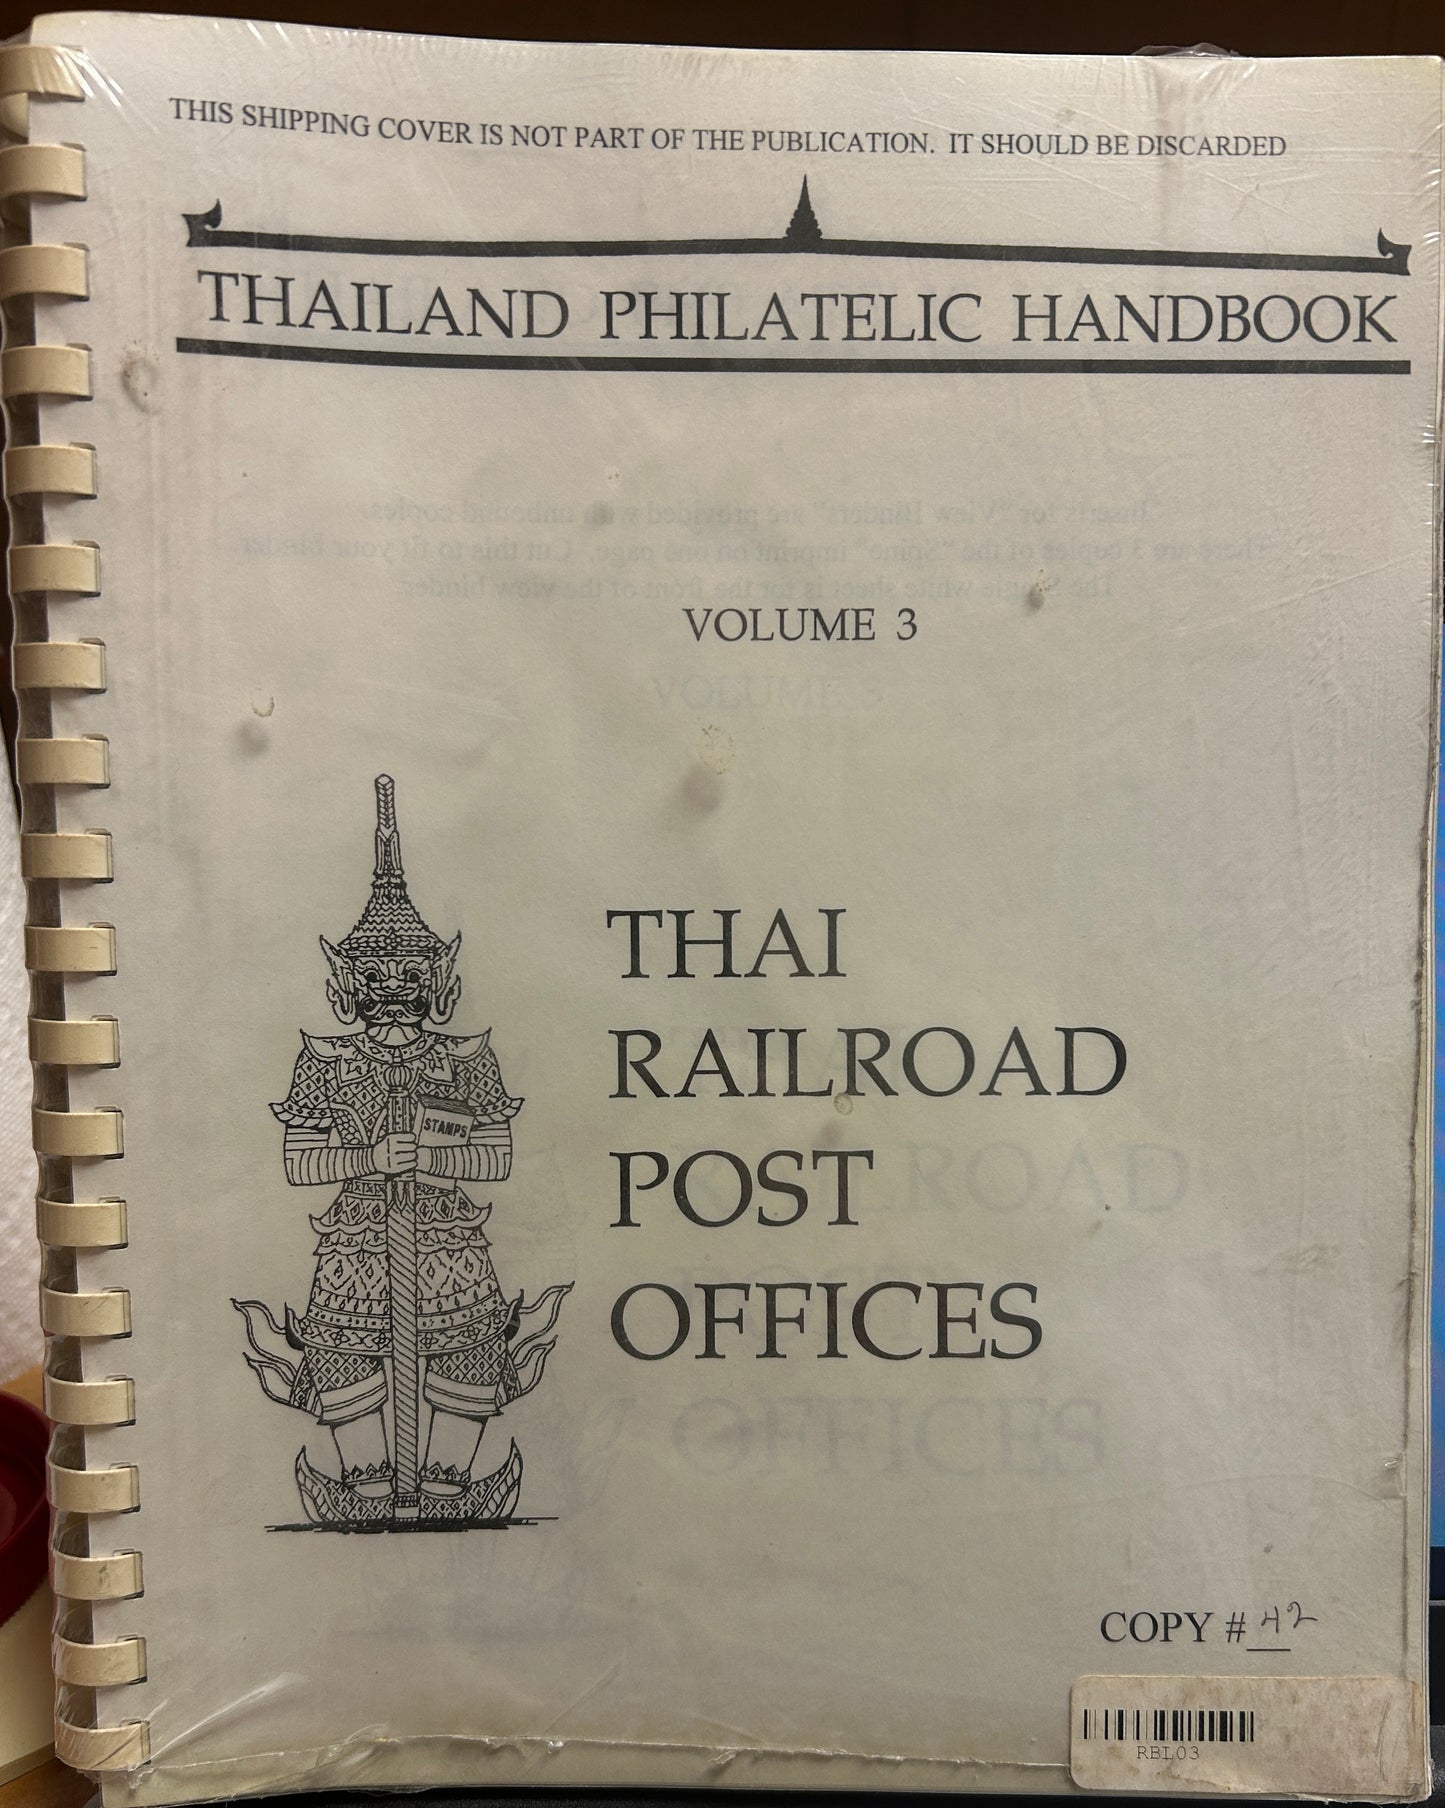 THIS SHIPPING COVER IS NOT PART OF THE PUBLICATION. IT SHOULD BE DISCARDED
THAILAND PHILATELIC HANDBOOK
VOLUME 3
STAMPS
THAI
RAILROAD
POST
OFFICES
COPY # 42
RBL03